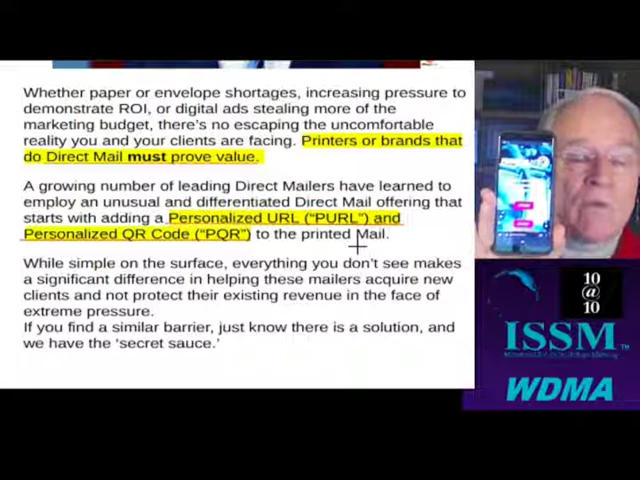 Whether paper or envelope shortages, increasing pressure to
demonstrate ROI, or digital ads stealing more of the
marketing budget, there's no escaping the uncomfortable
reality you and your clients are facing. Printers or brands that
do Direct Mail must prove value.
A growing number of leading Direct Mailers have learned to
employ an unusual and differentiated Direct Mail offering that
starts with adding a Personalized URL ("PURL") and
Personalized QR Code ("PQR") to the printed Mail.
While simple on the surface, everything you don't see makes
a significant difference in helping these mailers acquire new
clients and not protect their existing revenue in the face of
extreme pressure.
If you find a similar barrier, just know there is a solution, and
we have the 'secret sauce.'
10
@
10
ISSM
TM
WDMA